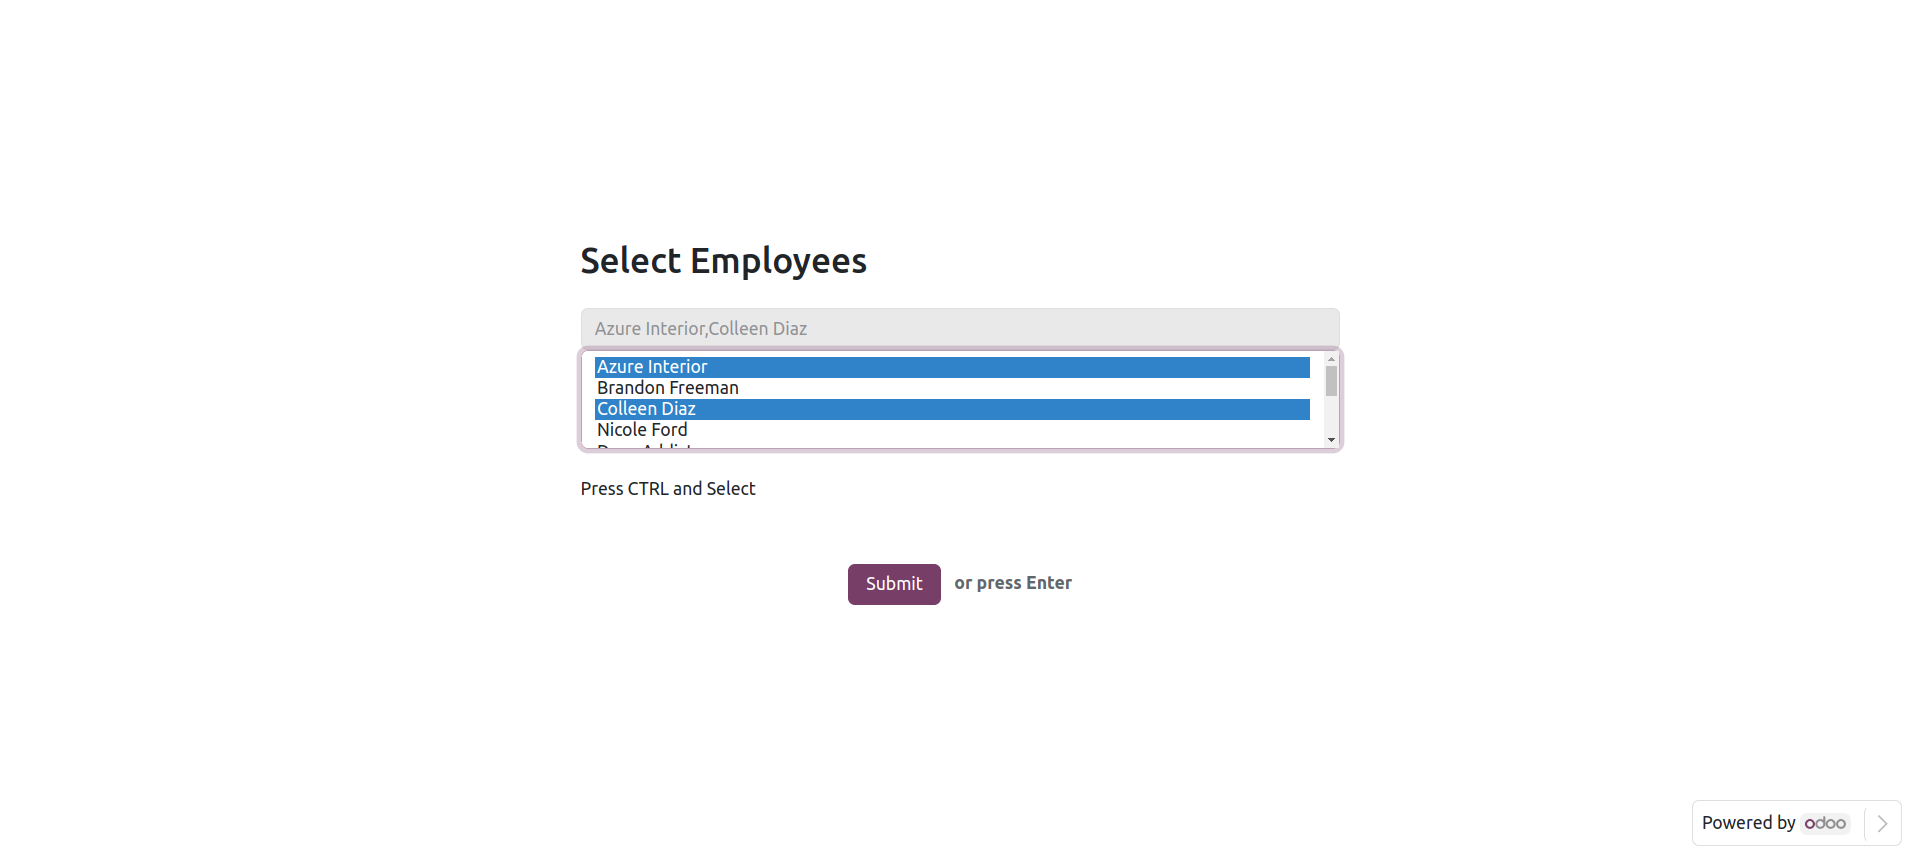 Select Employees
Azure Interior,Colleen Diaz
Azure Interior
Brandon Freeman
Colleen Diaz
Nicole Ford
Press CTRL and Select
Submit or press Enter
Powered by odoo